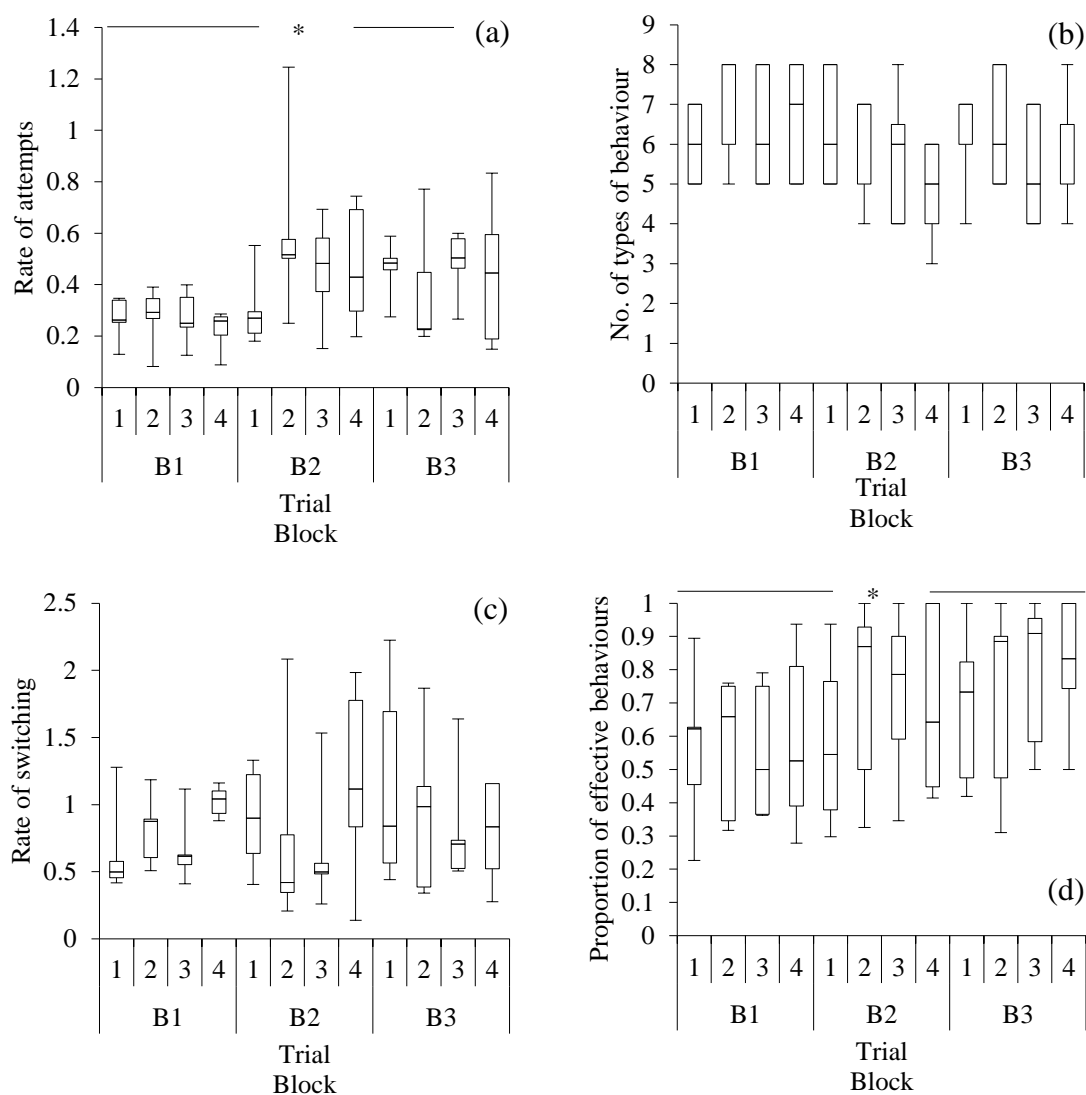 (a)
*
Rate of attempts
1.4
1.2
1
0.8
0.6
0.4
0.2
0
1 2 3 4 1 2 3 4 1 2 3 4
B1 B2 B3
Trial
Block
(b)
No. of types of behaviour
9
8
7
6
5
4
3
2
1
0
1 2 3 4 1 2 3 4 1 2 3 4
B1 B2 B3
Trial
Block
(c)
Rate of switching
2.5
2
1.5
1
0.5
0
1 2 3 4 1 2 3 4 1 2 3 4
B1 B2 B3
Trial
Block
*
(d)
Proportion of effective behaviours
1
0.9
0.8
0.7
0.6
0.5
0.4
0.3
0.2
0.1
0
1 2 3 4 1 2 3 4 1 2 3 4
B1 B2 B3
Trial
Block